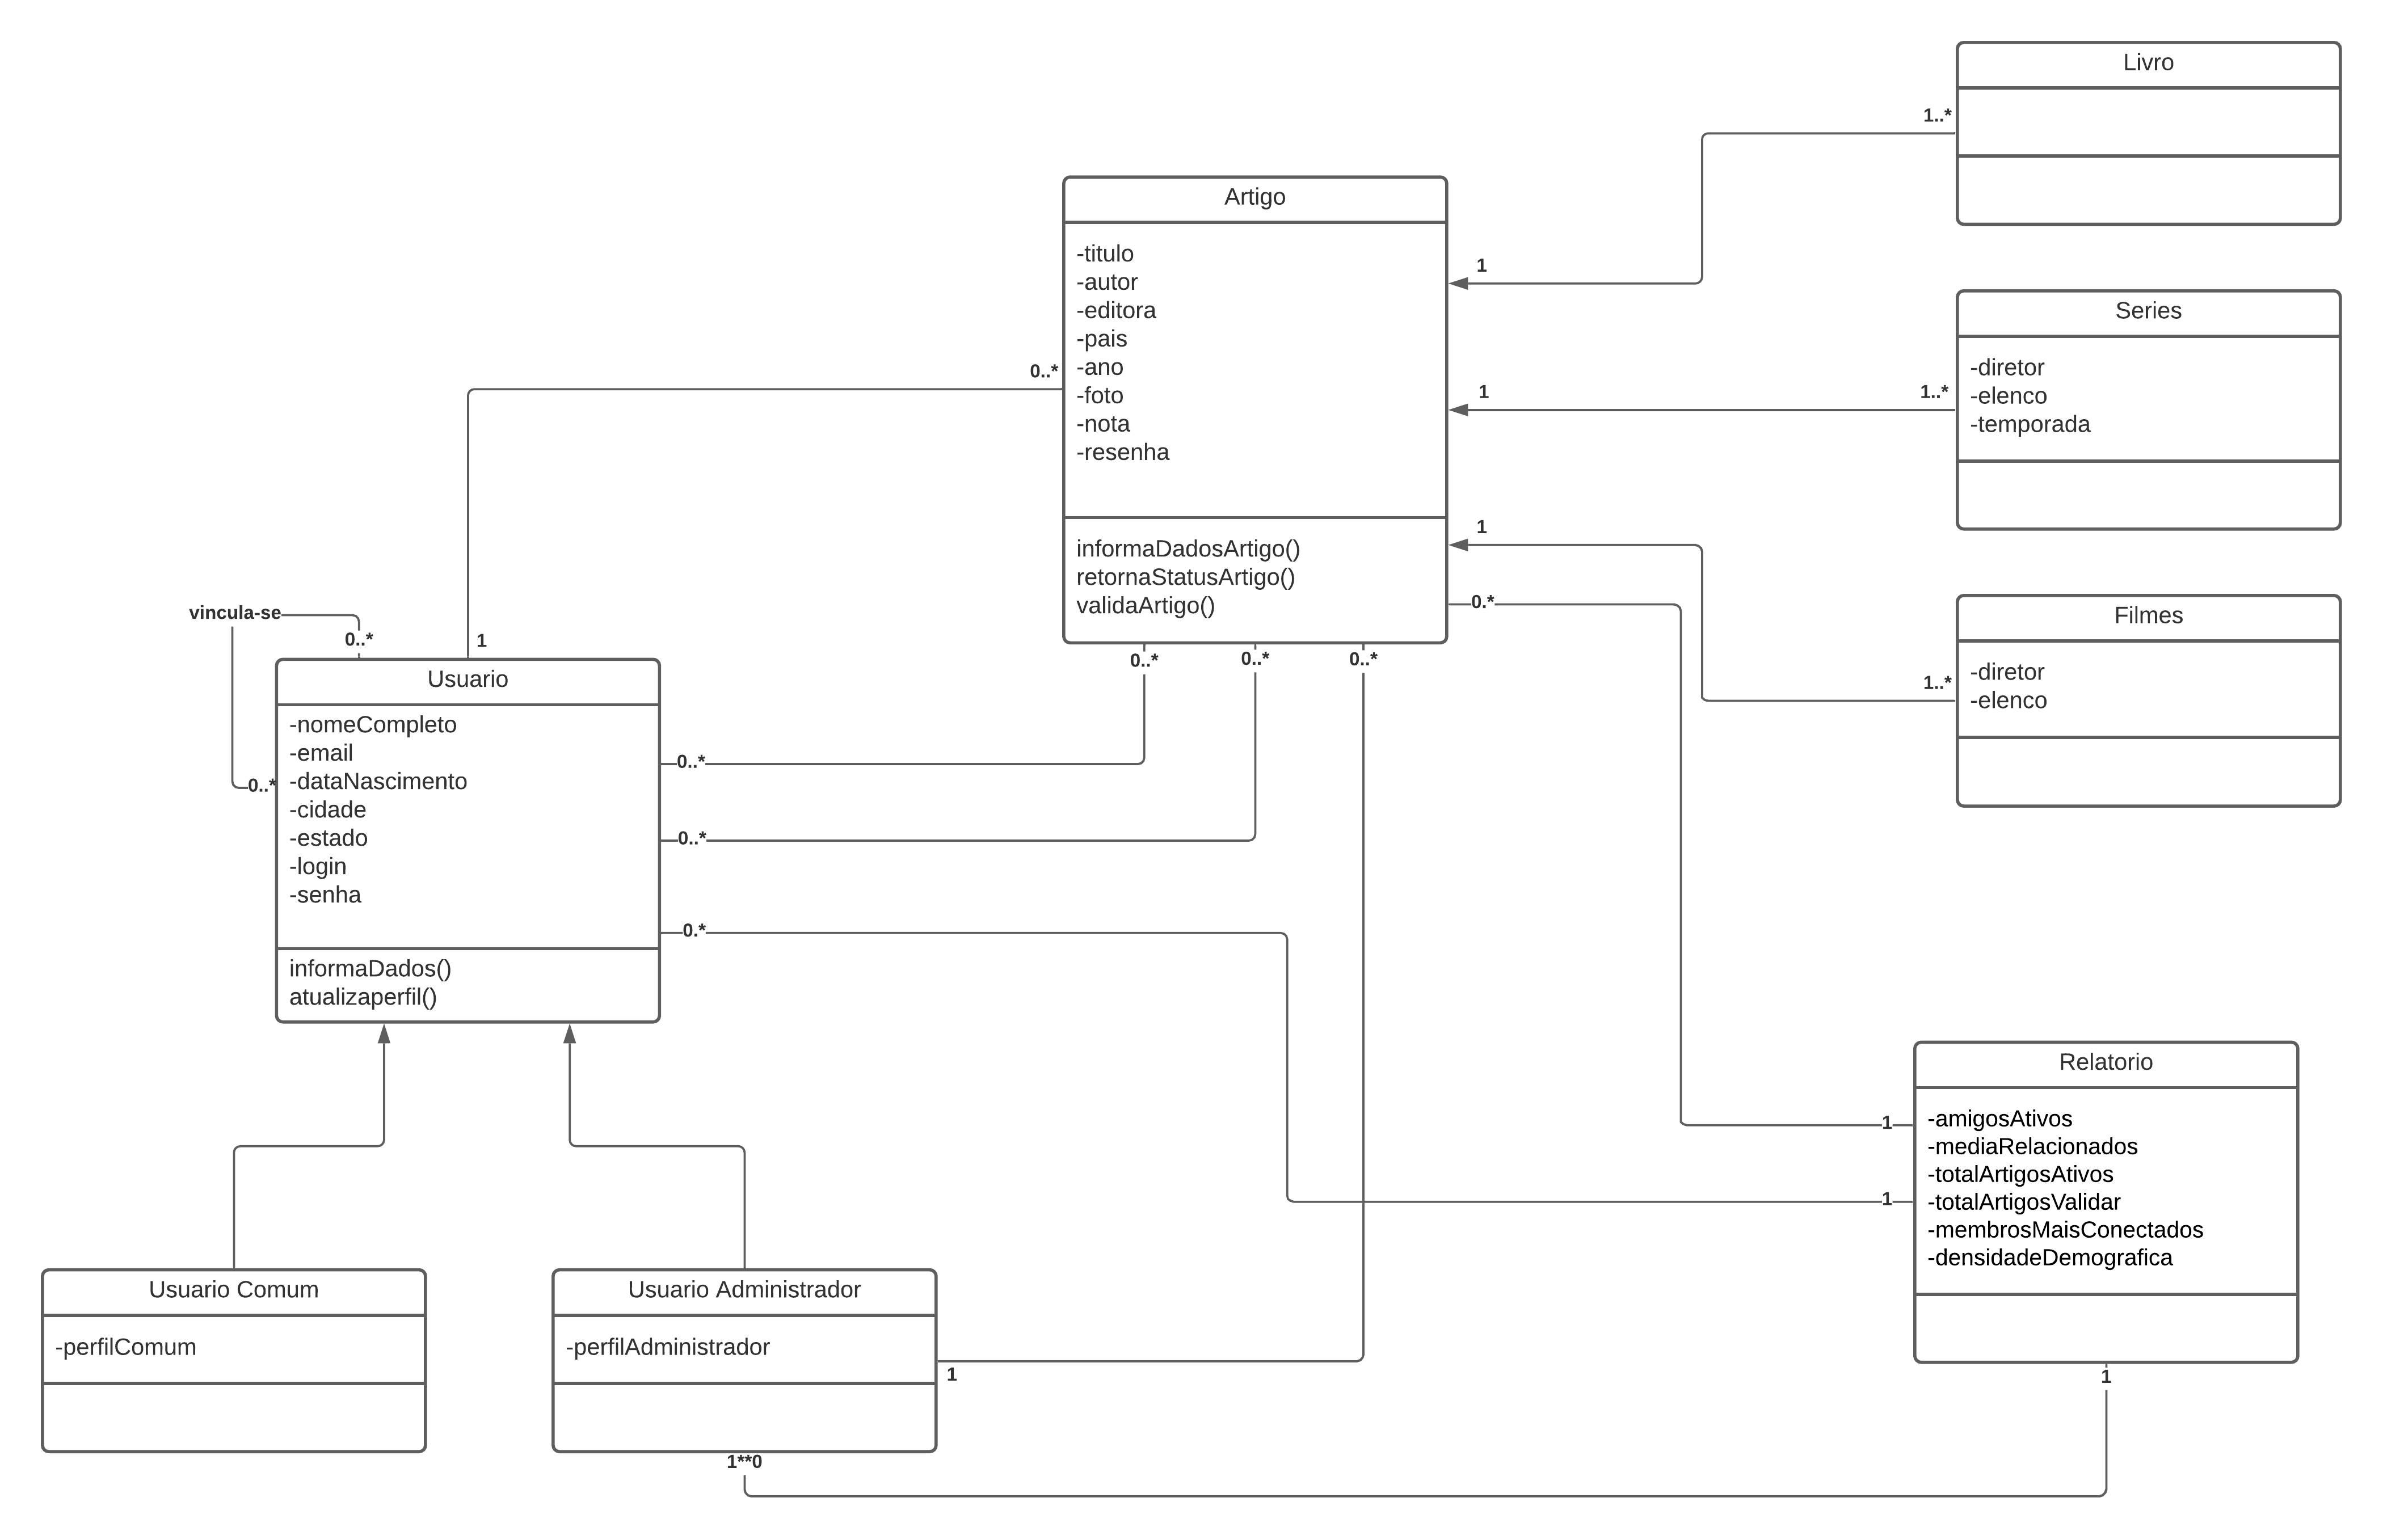 Livro
1..*
1
Artigo
-titulo
-autor
-editora
-pais
-ano
-foto
-nota
-resenha
informaDadosArtigo()
retornaStatusArtigo()
validaArtigo()
Series
-diretor
-elenco
-temporada
1
1..*
0..*
1
1..*
0.*
Filmes
-diretor
-elenco
vincula-se
0..*
1
0..*
0..*
0..*
Usuario
-nomeCompleto
-email
-dataNascimento
-cidade
-estado
-login
-senha
informaDados()
atualizaperfil()
0..*
0..*
0..*
0.*
Relatorio
-amigosAtivos
-mediaRelacionados
-totalArtigosAtivos
-totalArtigosValidar
-membrosMaisConectados
-densidadeDemografica
1
1
Usuario Comum
-perfilComum
Usuario Administrador
-perfilAdministrador
1
1
1**0